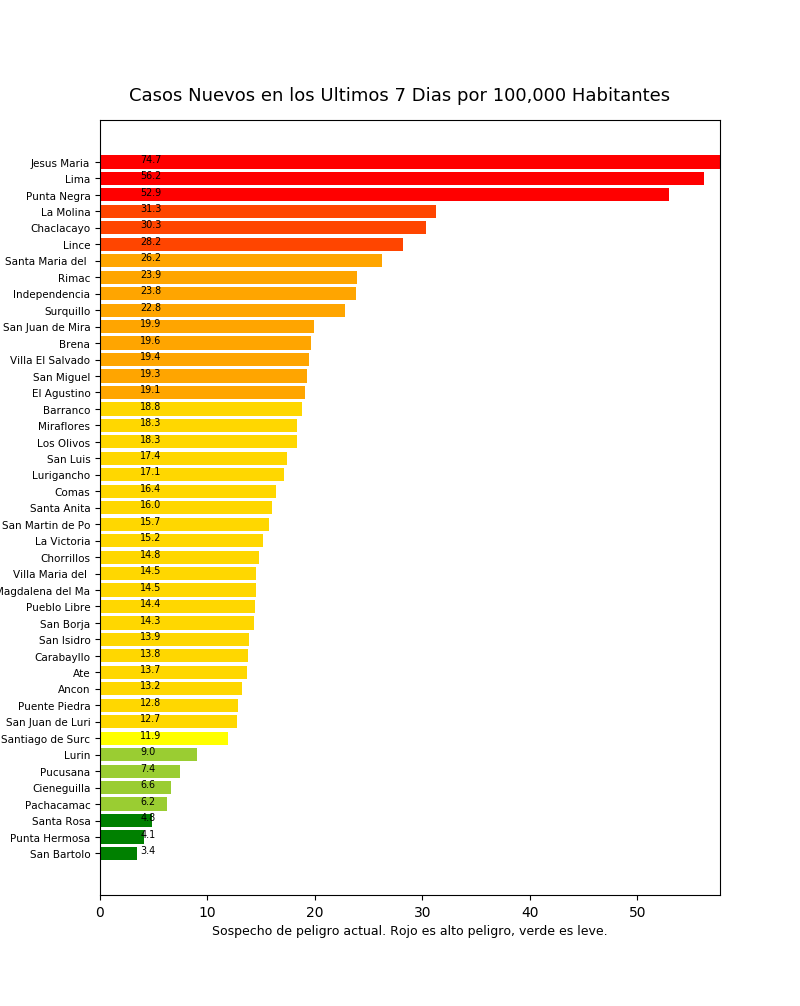 Casos Nuevos en los Ultimos 7 Dias por 100,000 Habitantes
Jesus Maria 74.7
Lima 56.2
Punta Negra 52.9
La Molina 31.3
Chaclacayo 30.3
Lince 28.2
Santa Maria del 26.2
Rimac 23.9
Independencia 23.8
Surquillo 22.8
San Juan de Mira 19.9
Brena 19.6
Villa El Salvado 19.4
San Miguel 19.3
El Agustino 19.1
Barranco 18.8
Miraflores 18.3
Los Olivos 18.3
San Luis 17.4
Lurigancho 17.1
Comas 16.4
Santa Anita 16.0
San Martin de Po 15.7
La Victoria 15.2
Chorrillos 14.8
Villa Maria del 14.5
Magdalena del Ma 14.5
Pueblo Libre 14.4
San Borja 14.3
San Isidro 13.9
Carabayllo 13.8
Ate 13.7
Ancon 13.2
Puente Piedra 12.8
San Juan de Luri 12.7
Santiago de Surc 11.9
Lurin 9.0
Pucusana 7.4
Cieneguilla 6.6
Pachacamac 6.2
Santa Rosa 4.8
Punta Hermosa 4.1
San Bartolo 3.4
0 10 20 30 40 50
Sospecho de peligro actual. Rojo es alto peligro, verde es leve.